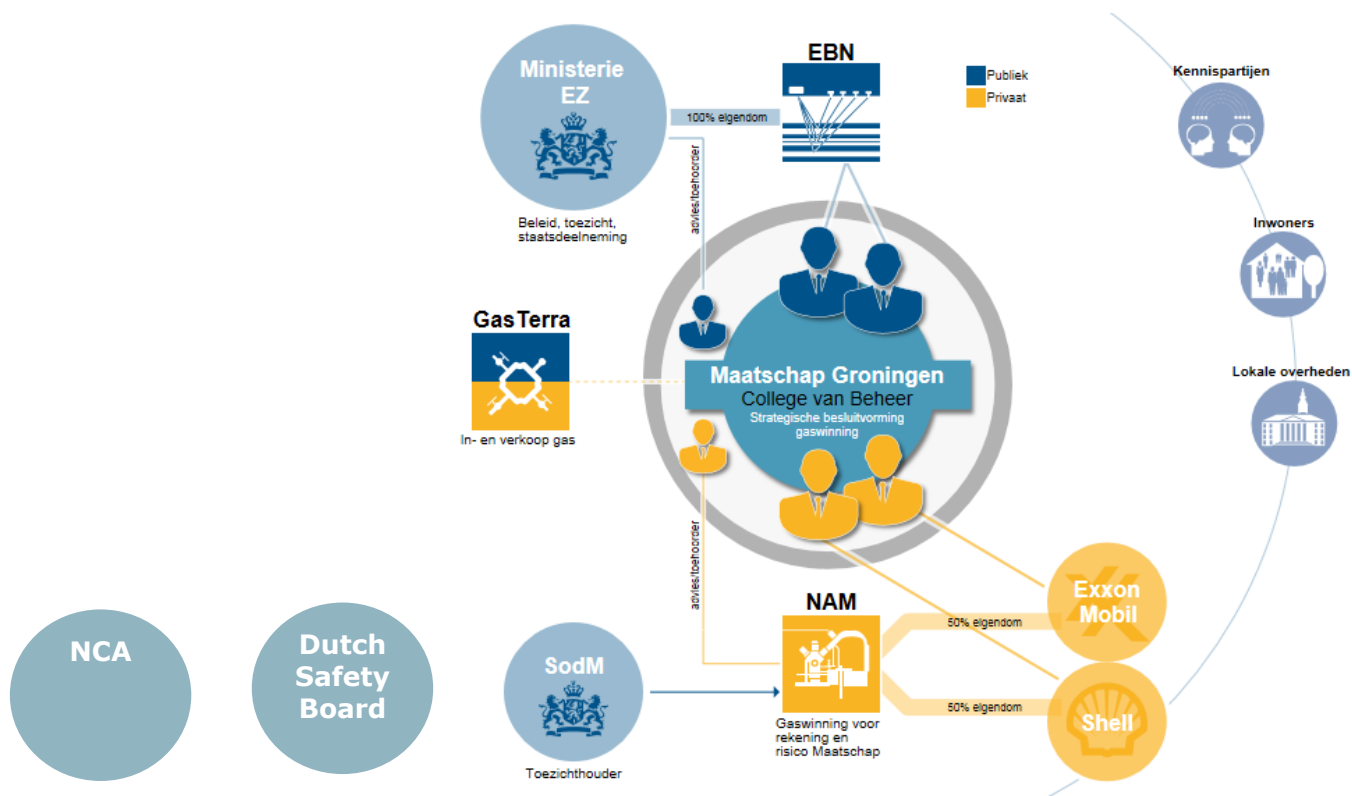 Ministerie
EZ
Beleid, toezicht,
staatsdeelneming
100% eigendom
EBN
Publiek
Privaat
Kennispartijen
advies/toehoorder
Inwoners
GasTerra
In- en verkoop gas
Maatschap Groningen
College van Beheer
Strategische besluitvorming
gaswinning
Lokale overheden
advies/toehoorder
NAM
Gaswinning voor
rekening en
risico Maatschap
50% eigendom
50% eigendom
Exxon
Mobil
Shell
NCA
Dutch
Safety
Board
SodM
Toezichthouder